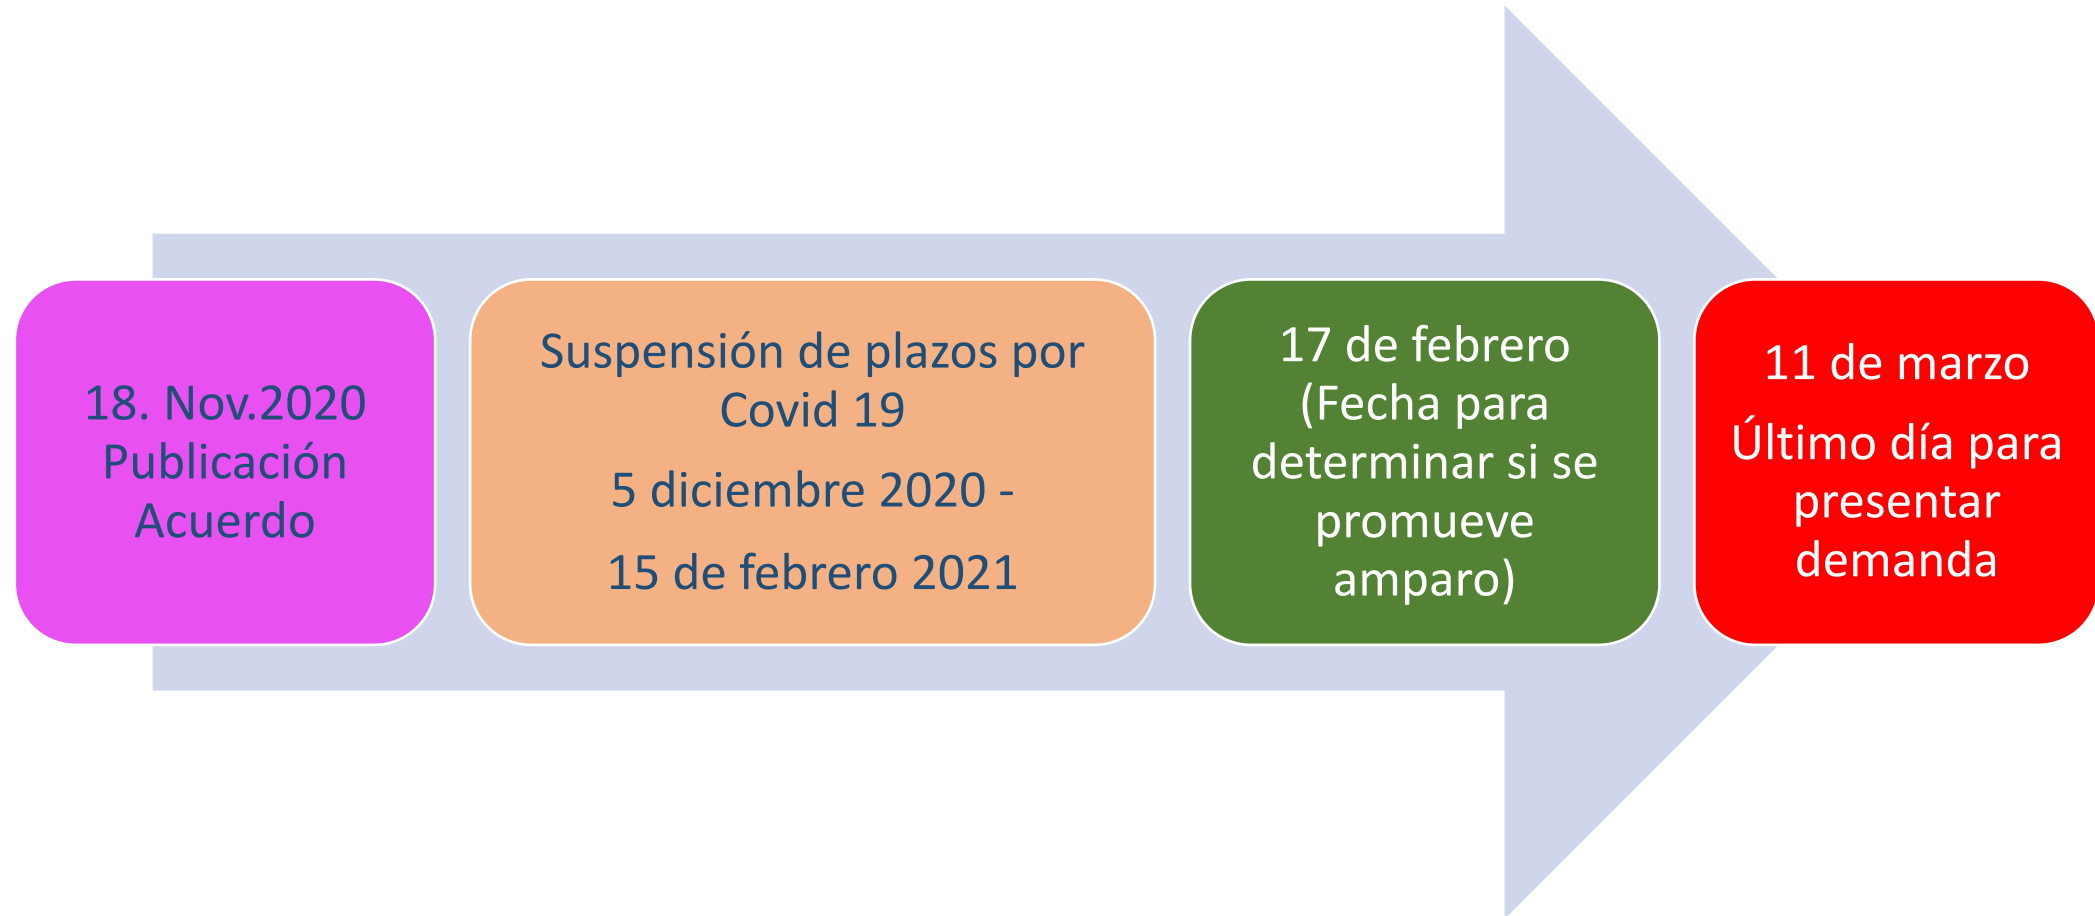 18. Nov.2020
Publicación
Acuerdo
Suspensión de plazos por
Covid 19
5 diciembre 2020 -
15 de febrero 2021
17 de febrero
(Fecha para
determinar si se
promueve
amparo)
11 de marzo
Último día para
presentar
demanda